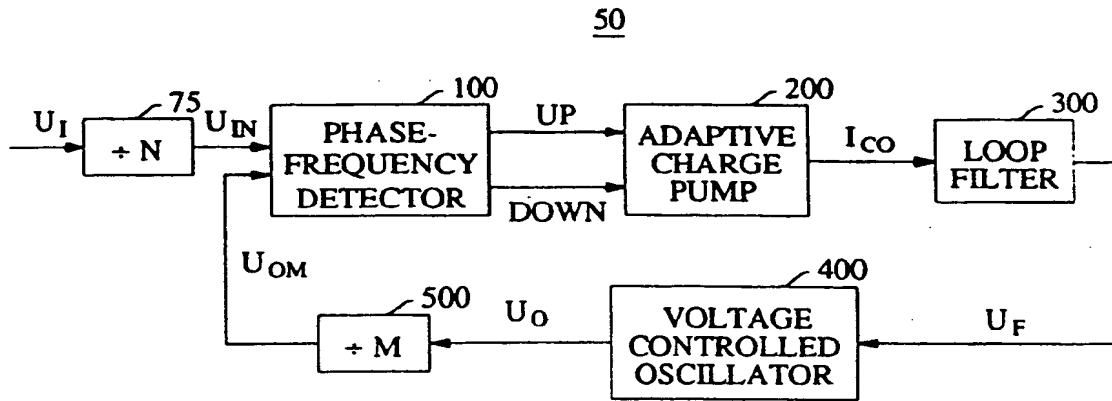 50
75
100
200
300
U_I
÷ N
U_IN
PHASE-
FREQUENCY
DETECTOR
UP
DOWN
ADAPTIVE
CHARGE
PUMP
I_CO
LOOP
FILTER
U_OM
500
÷ M
U_O
400
VOLTAGE
CONTROLLED
OSCILLATOR
U_F